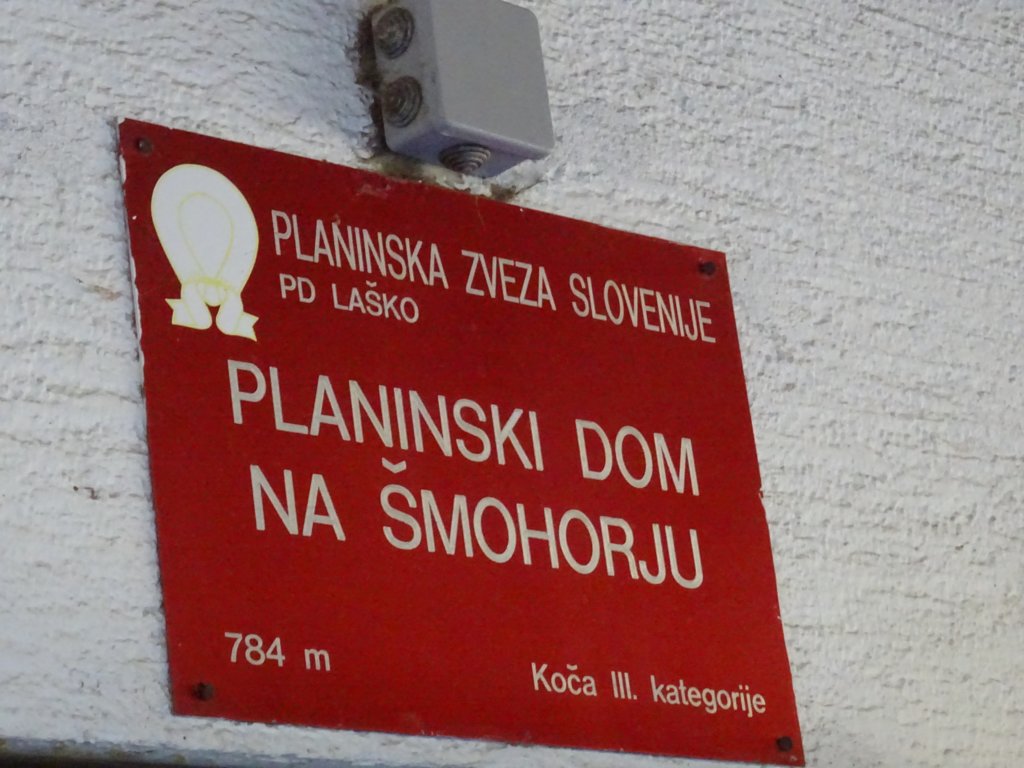 PLANINSKA ZVEZA SLOVENIJE
PD LAŠKO
PLANINSKI DOM
NA ŠMOHORJU
784 m
Koča III. kategorije